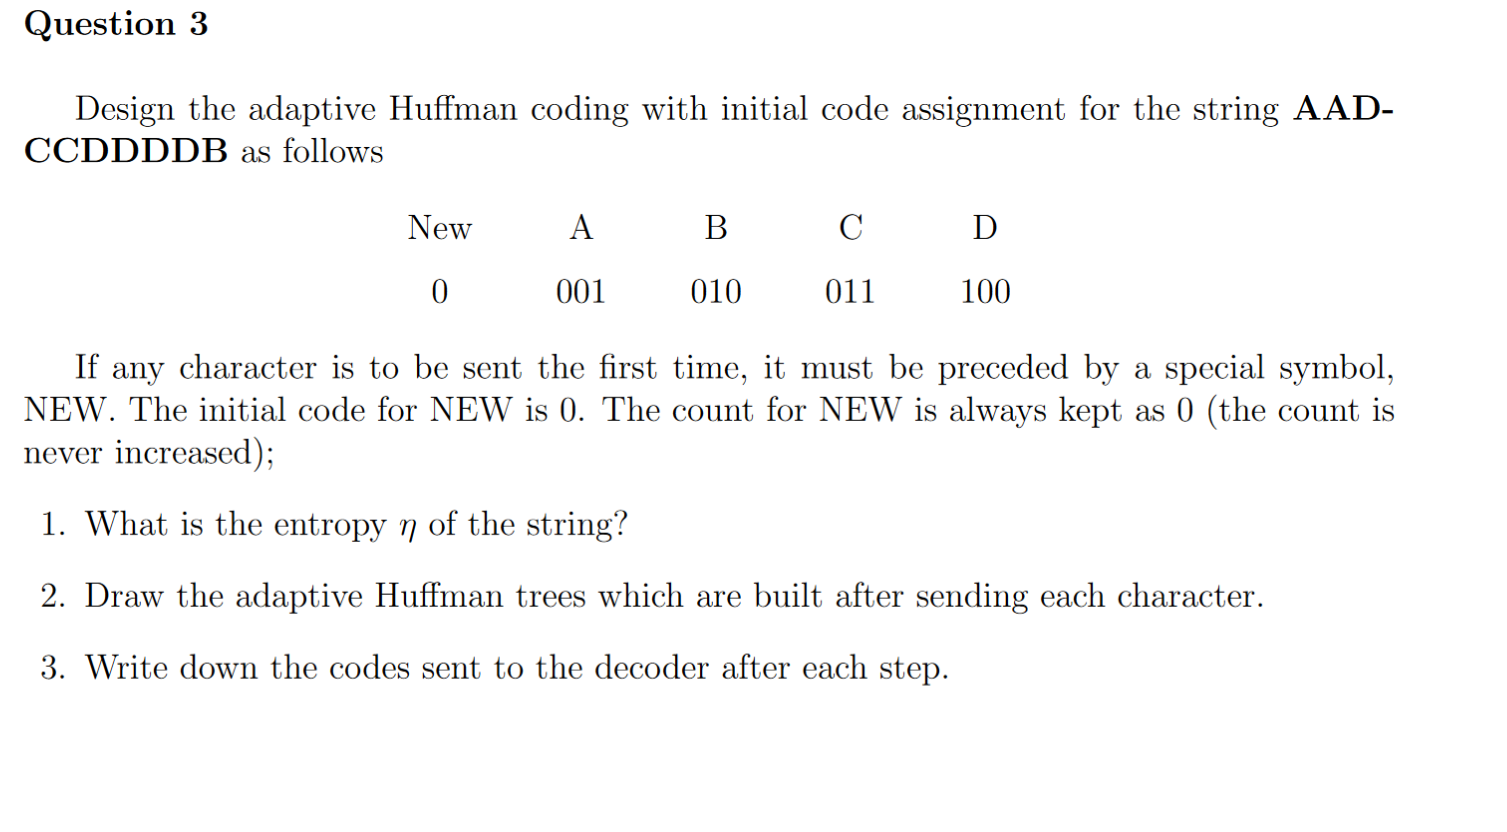 Question 3
Design the adaptive Huffman coding with initial code assignment for the string AAD-
CCDDDDB as follows
New A B C D
0 001 010 011 100
If any character is to be sent the first time, it must be preceded by a special symbol,
NEW. The initial code for NEW is 0. The count for NEW is always kept as 0 (the count is
never increased);
1. What is the entropy η of the string?
2. Draw the adaptive Huffman trees which are built after sending each character.
3. Write down the codes sent to the decoder after each step.